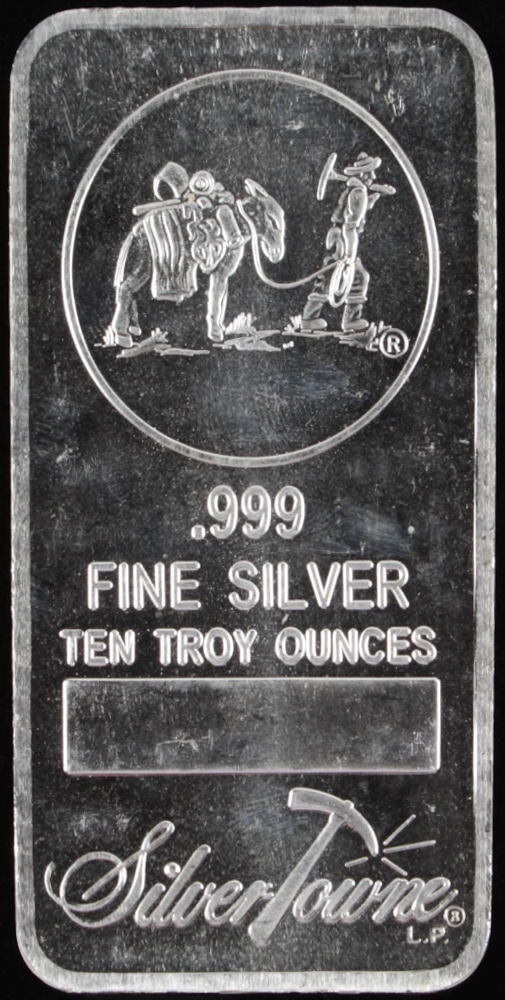 ®
.999
FINE SILVER
TEN TROY OUNCES
SilverTowne®
L.P.